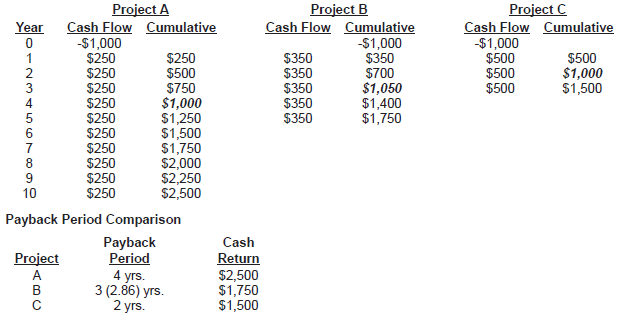 Project A Project B Project C
Year Cash Flow Cumulative Cash Flow Cumulative Cash Flow Cumulative
0 -$1,000 -$1,000 -$1,000
1 $250 $250 $350 $350 $500 $500
2 $250 $500 $350 $700 $500 $1,000
3 $250 $750 $350 $1,050 $500 $1,500
4 $250 $1,000 $350 $1,400
5 $250 $1,250 $350 $1,750
6 $250 $1,500
7 $250 $1,750
8 $250 $2,000
9 $250 $2,250
10 $250 $2,500
Payback Period Comparison
Payback Cash
Project Period Return
A 4 yrs. $2,500
B 3 (2.86) yrs. $1,750
C 2 yrs. $1,500